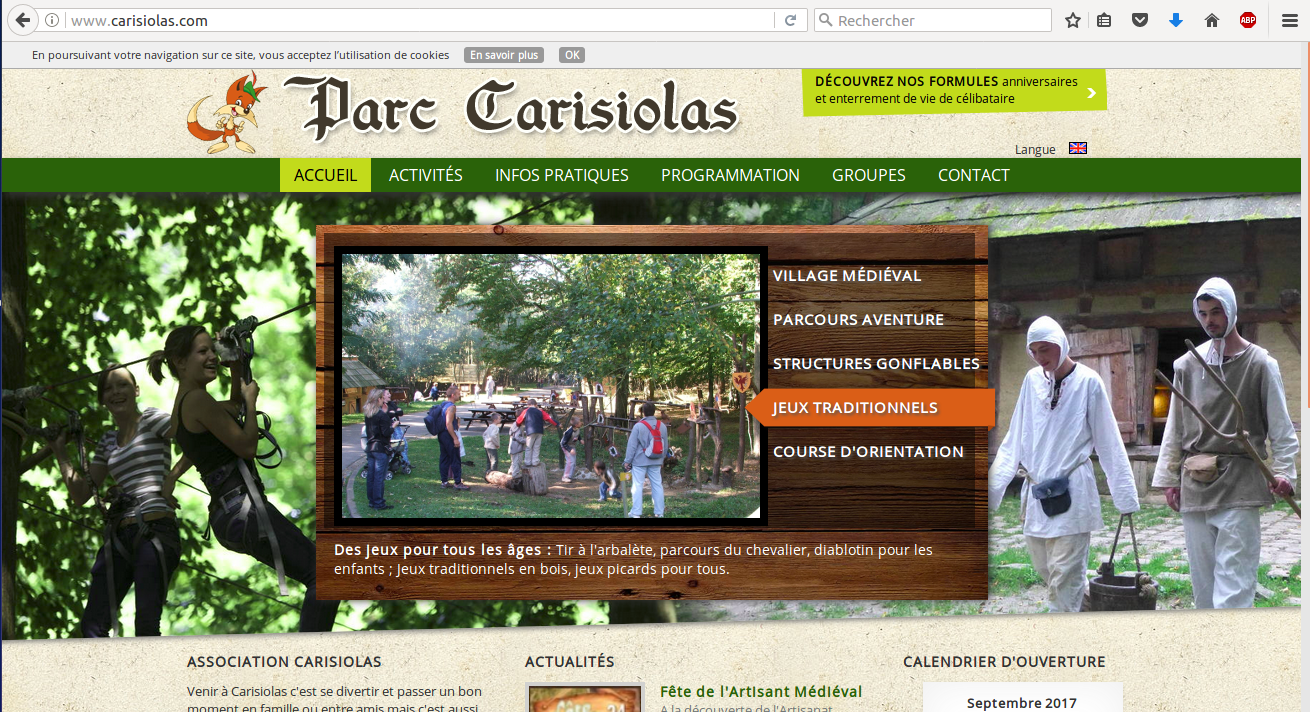 www.carisiolas.com
Rechercher
ABP
En poursuivant votre navigation sur ce site, vous acceptez l'utilisation de cookies En savoir plus OK
Parc Carisiolas
DÉCOUVREZ NOS FORMULES anniversaires
et enterrement de vie de célibataire
Langue
ACCUEIL ACTIVITÉS INFOS PRATIQUES PROGRAMMATION GROUPES CONTACT
VILLAGE MÉDIÉVAL
PARCOURS AVENTURE
STRUCTURES GONFLABLES
JEUX TRADITIONNELS
COURSE D'ORIENTATION
Des jeux pour tous les âges : Tir à l'arbalète, parcours du chevalier, diablotin pour les
enfants ; Jeux traditionnels en bois, jeux picards pour tous.
ASSOCIATION CARISIOLAS
Venir à Carisiolas c'est se divertir et passer un bon
moment en famille ou entre amis mais c'est aussi
ACTUALITÉS
Fête de l'Artisant Médiéval
A la découverte de l'Artisanat
CALENDRIER D'OUVERTURE
Septembre 2017